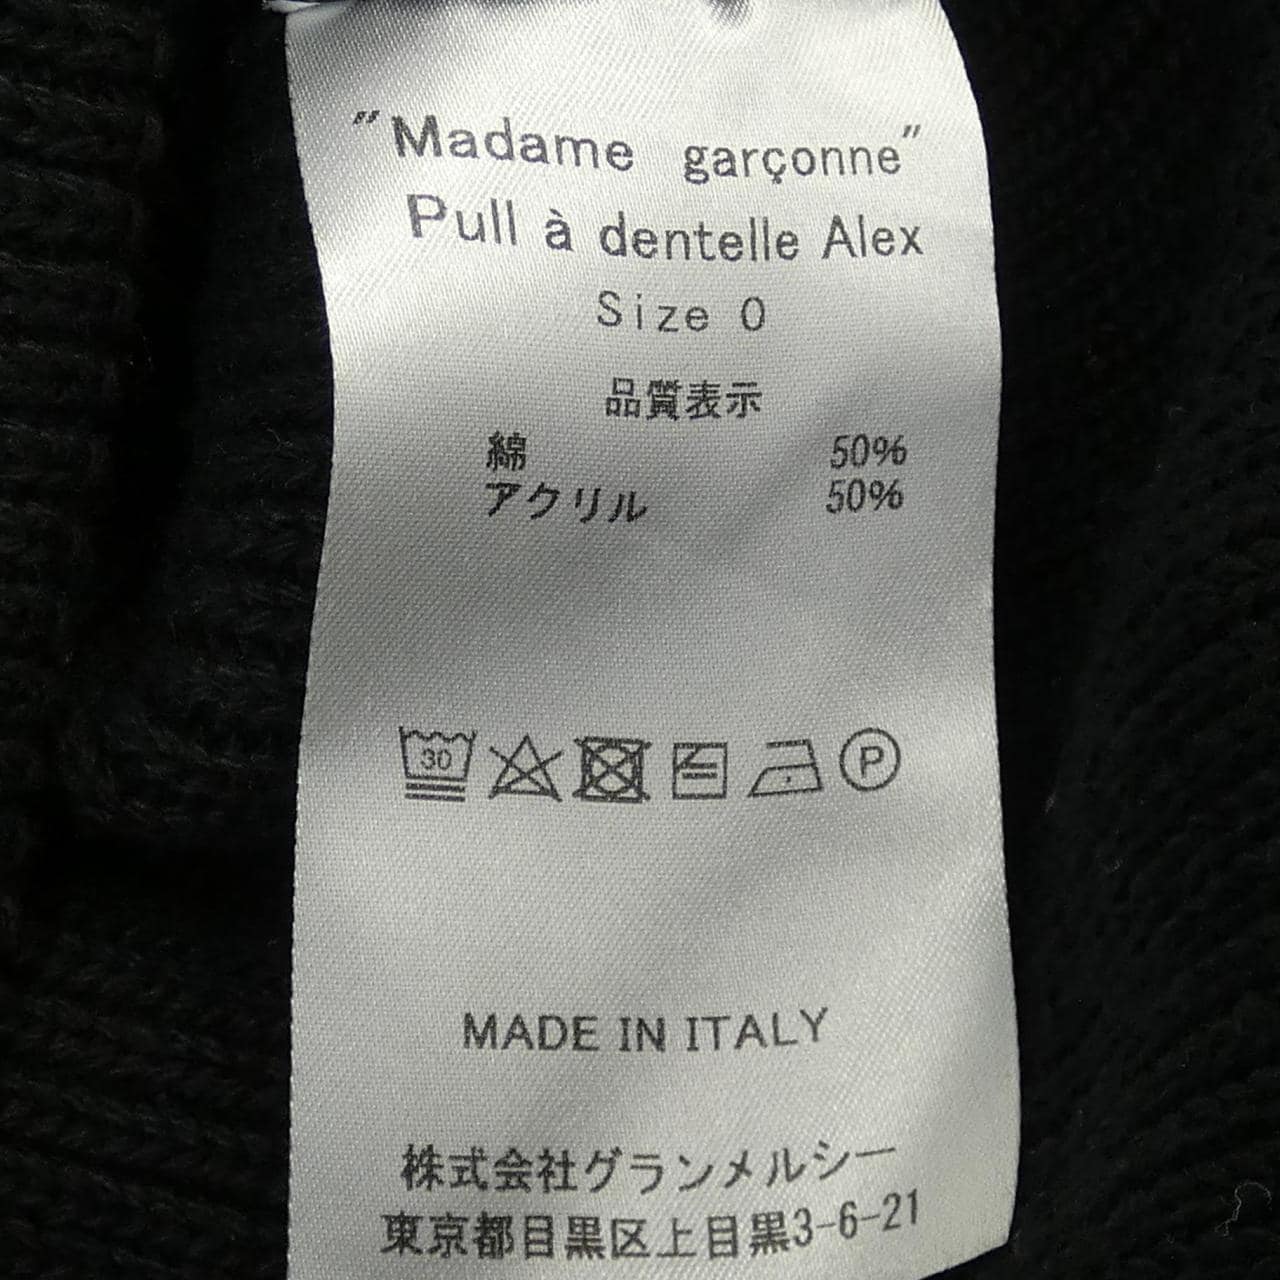 "Madame garçonne"
Pull à dentelle Alex
Size 0
品質表示
綿 50%
アクリル 50%
30 P
MADE IN ITALY
株式会社グランメルシー
東京都目黒区上目黒3-6-21